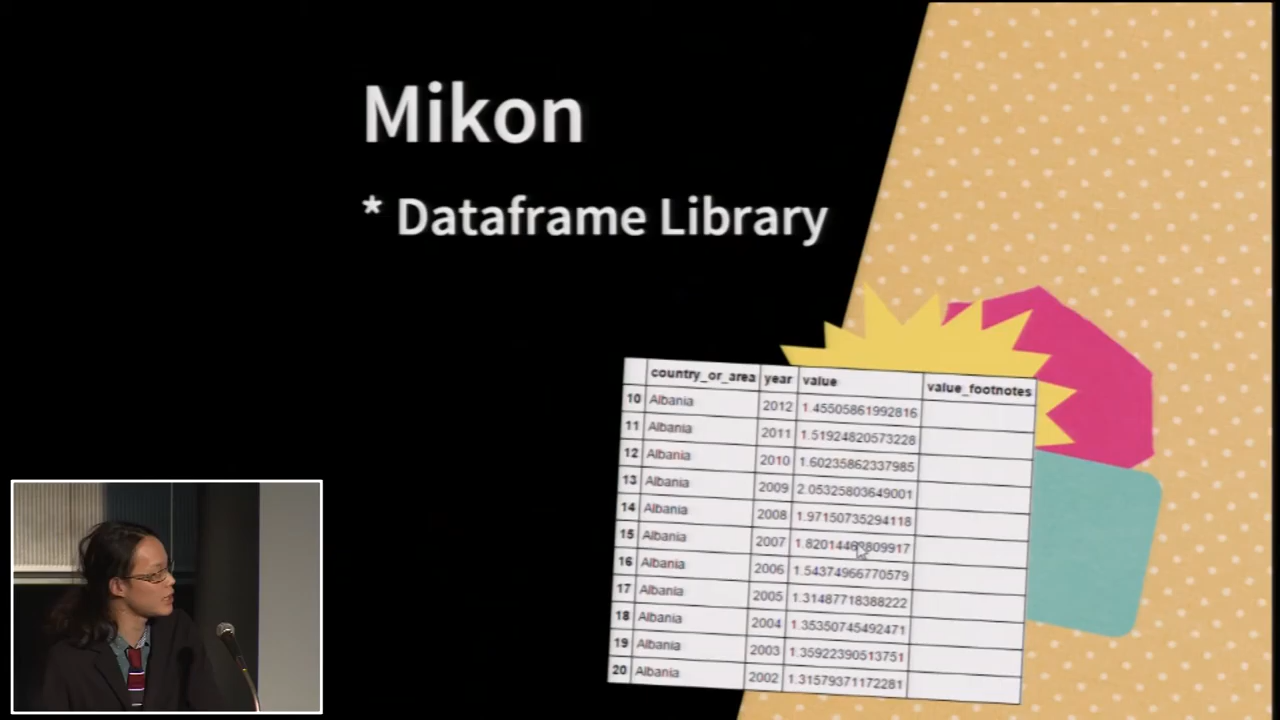 Mikon
* Dataframe Library
country_or_area year value value_footnotes
10 Albania 2012 1.45505861992816
11 Albania 2011 1.51924820573228
12 Albania 2010 1.60235862337985
13 Albania 2009 2.05325803649001
14 Albania 2008 1.97150735294118
15 Albania 2007
16 Albania 2006 1.54374966770579
17 Albania 2005 1.31487718388222
18 Albania 2004 1.35350745492471
19 Albania 2003 1.35922390513751
20 Albania 2002 1.31579371172281